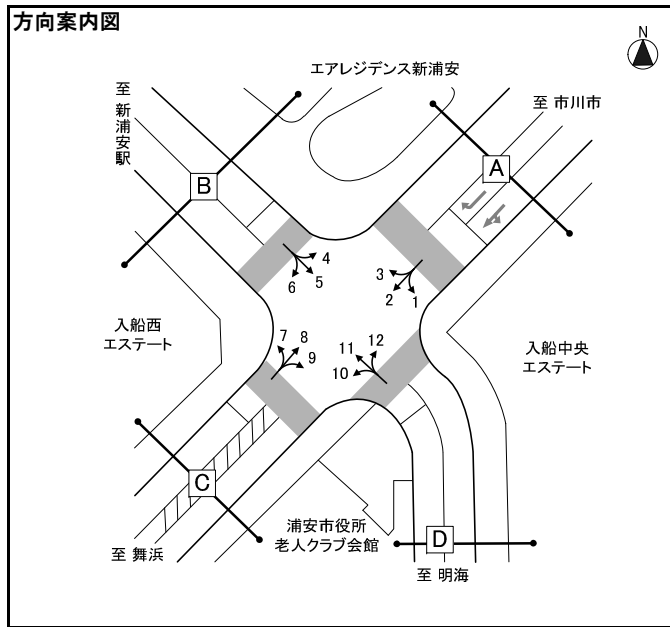 方向案内図
N
エアレジデンス新浦安
至 新浦安駅
至 市川市
A
B
4
5
6
3
2
1
7
8
9
12
11
10
入船西
エステート
入船中央
エステート
C
D
浦安市役所
老人クラブ会館
至 舞浜
至 明海